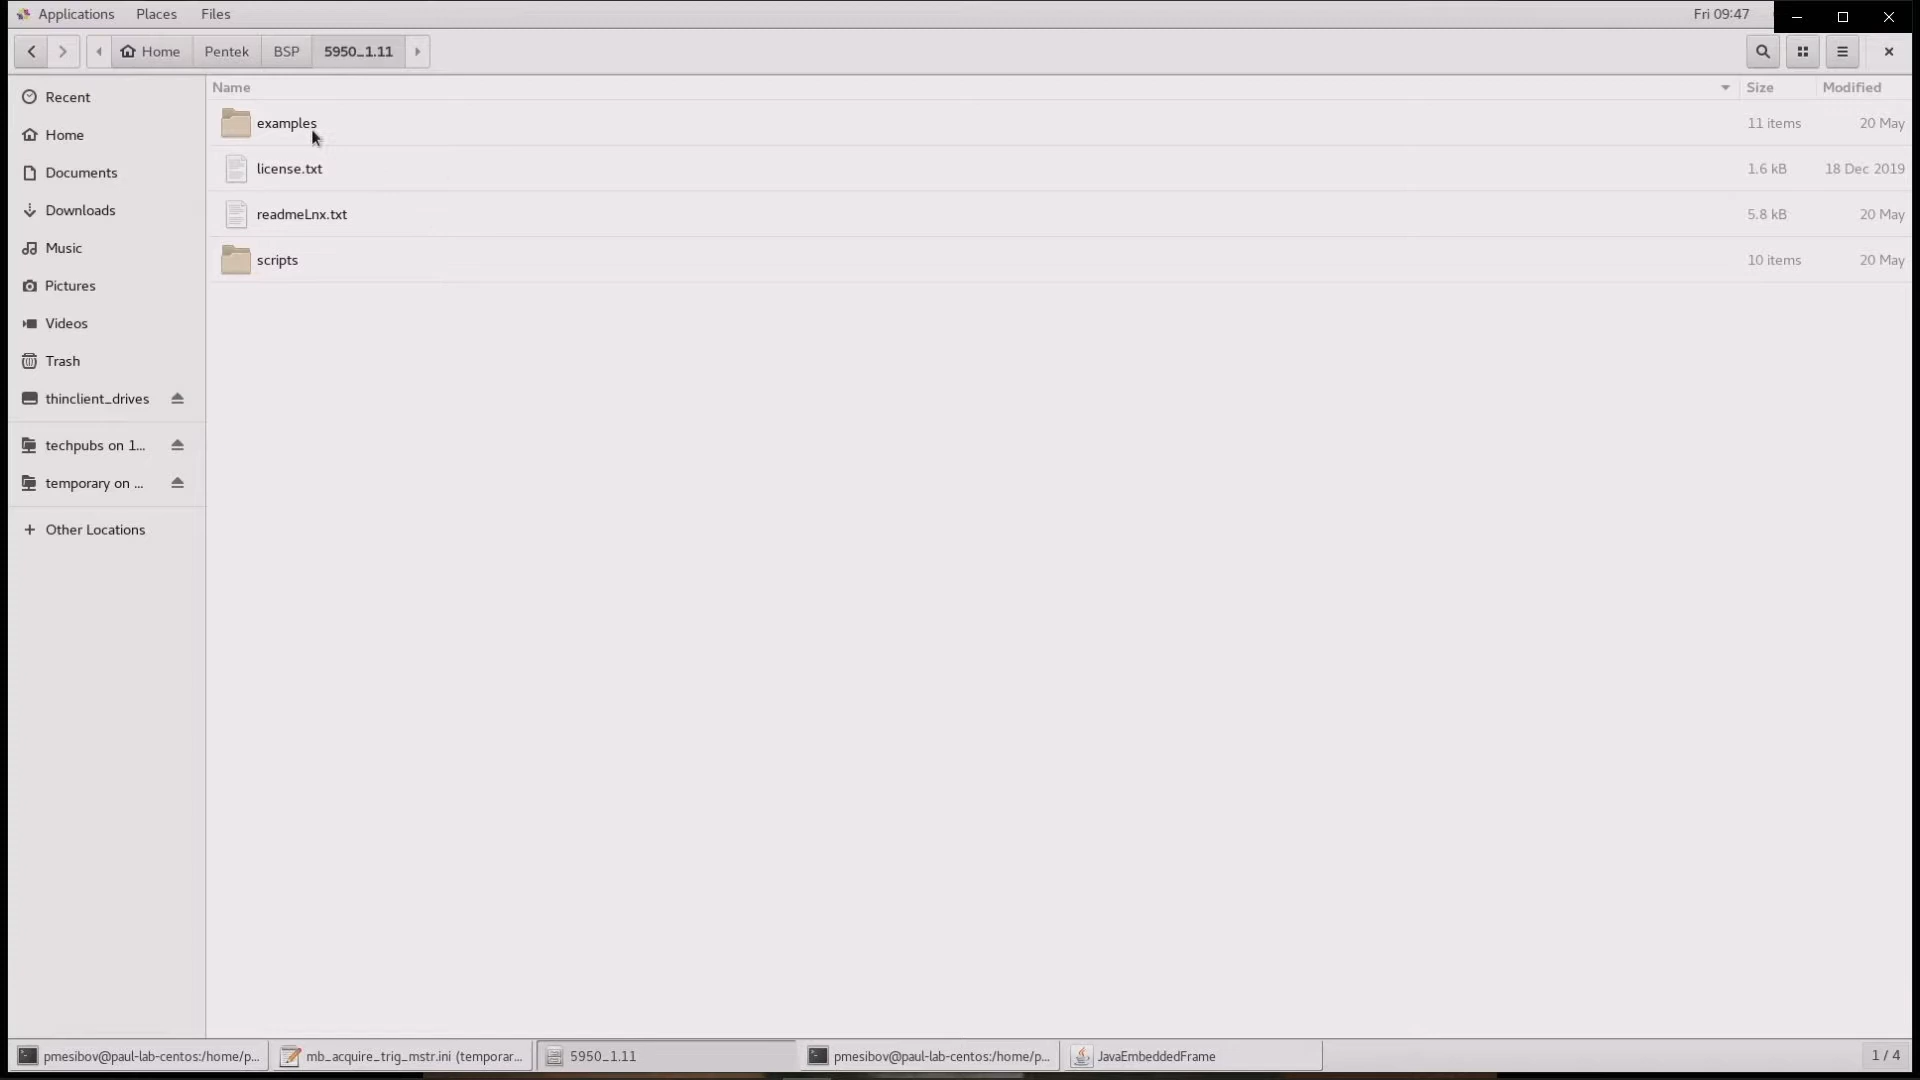 Applications Places Files Fri 09:47
Home Pentek BSP 5950_1.11
Name Size Modified
Recent
Home
Documents
Downloads
Music
Pictures
Videos
Trash
thinclient_drives
techpubs on 1...
temporary on ...
+ Other Locations
examples 11 items 20 May
license.txt 1.6 kB 18 Dec 2019
readmeLnx.txt 5.8 kB 20 May
scripts 10 items 20 May
pmesibov@paul-lab-centos:/home/p... mb_acquire_trig_mstr.ini (temporar... 5950_1.11 pmesibov@paul-lab-centos:/home/p... JavaEmbeddedFrame 1 / 4